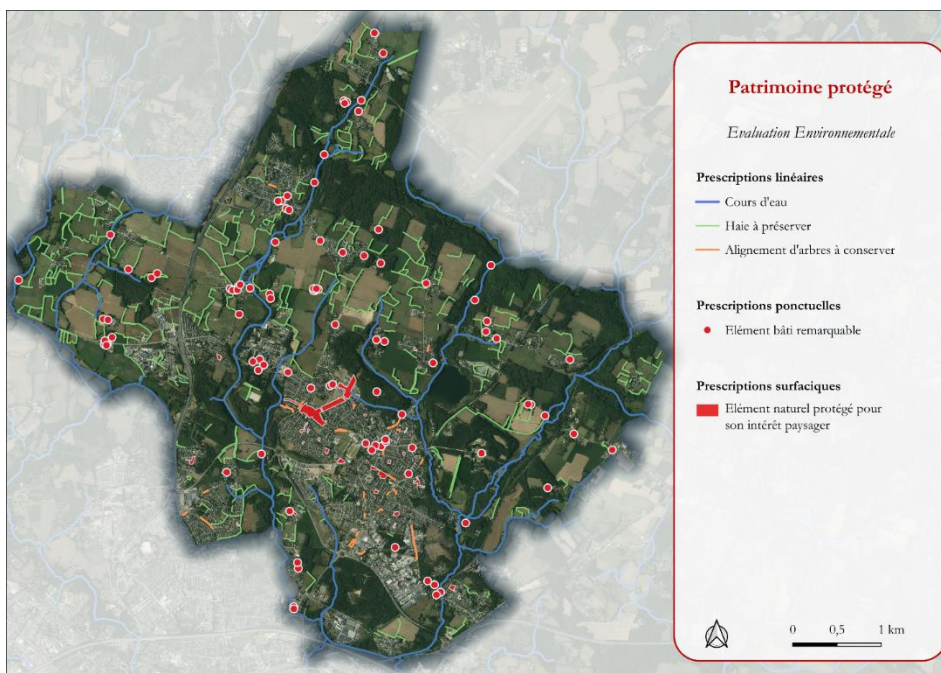 Patrimoine protégé
Evaluation Environnementale
Prescriptions linéaires
Cours d'eau
Haie à préserver
Alignement d'arbres à conserver
Prescriptions ponctuelles
Elément bâti remarquable
Prescriptions surfaciques
Elément naturel protégé pour
son intérêt paysager
0 0,5 1 km